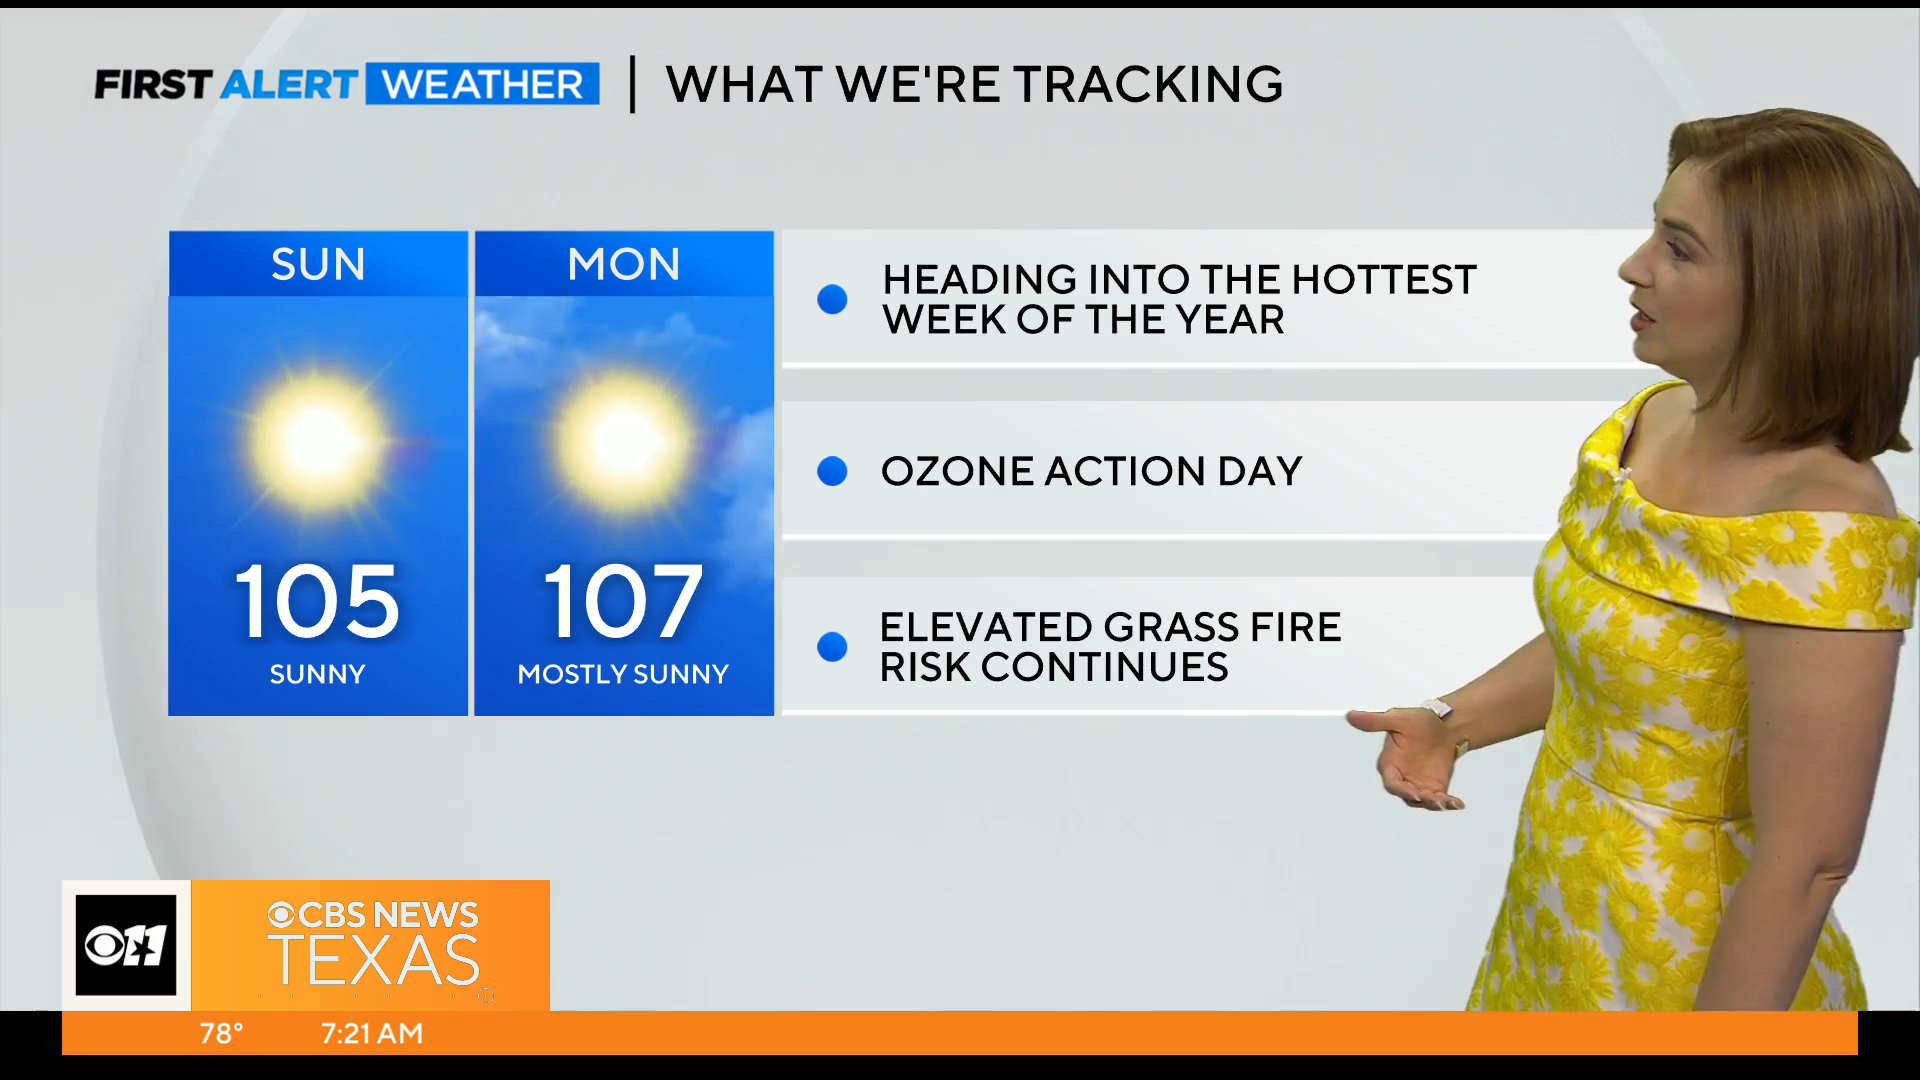 FIRST ALERT WEATHER | WHAT WE'RE TRACKING
SUN
MON
105
107
SUNNY
MOSTLY SUNNY
HEADING INTO THE HOTTEST
WEEK OF THE YEAR
OZONE ACTION DAY
ELEVATED GRASS FIRE
RISK CONTINUES
11
CBS NEWS
TEXAS
78° 7:21 AM